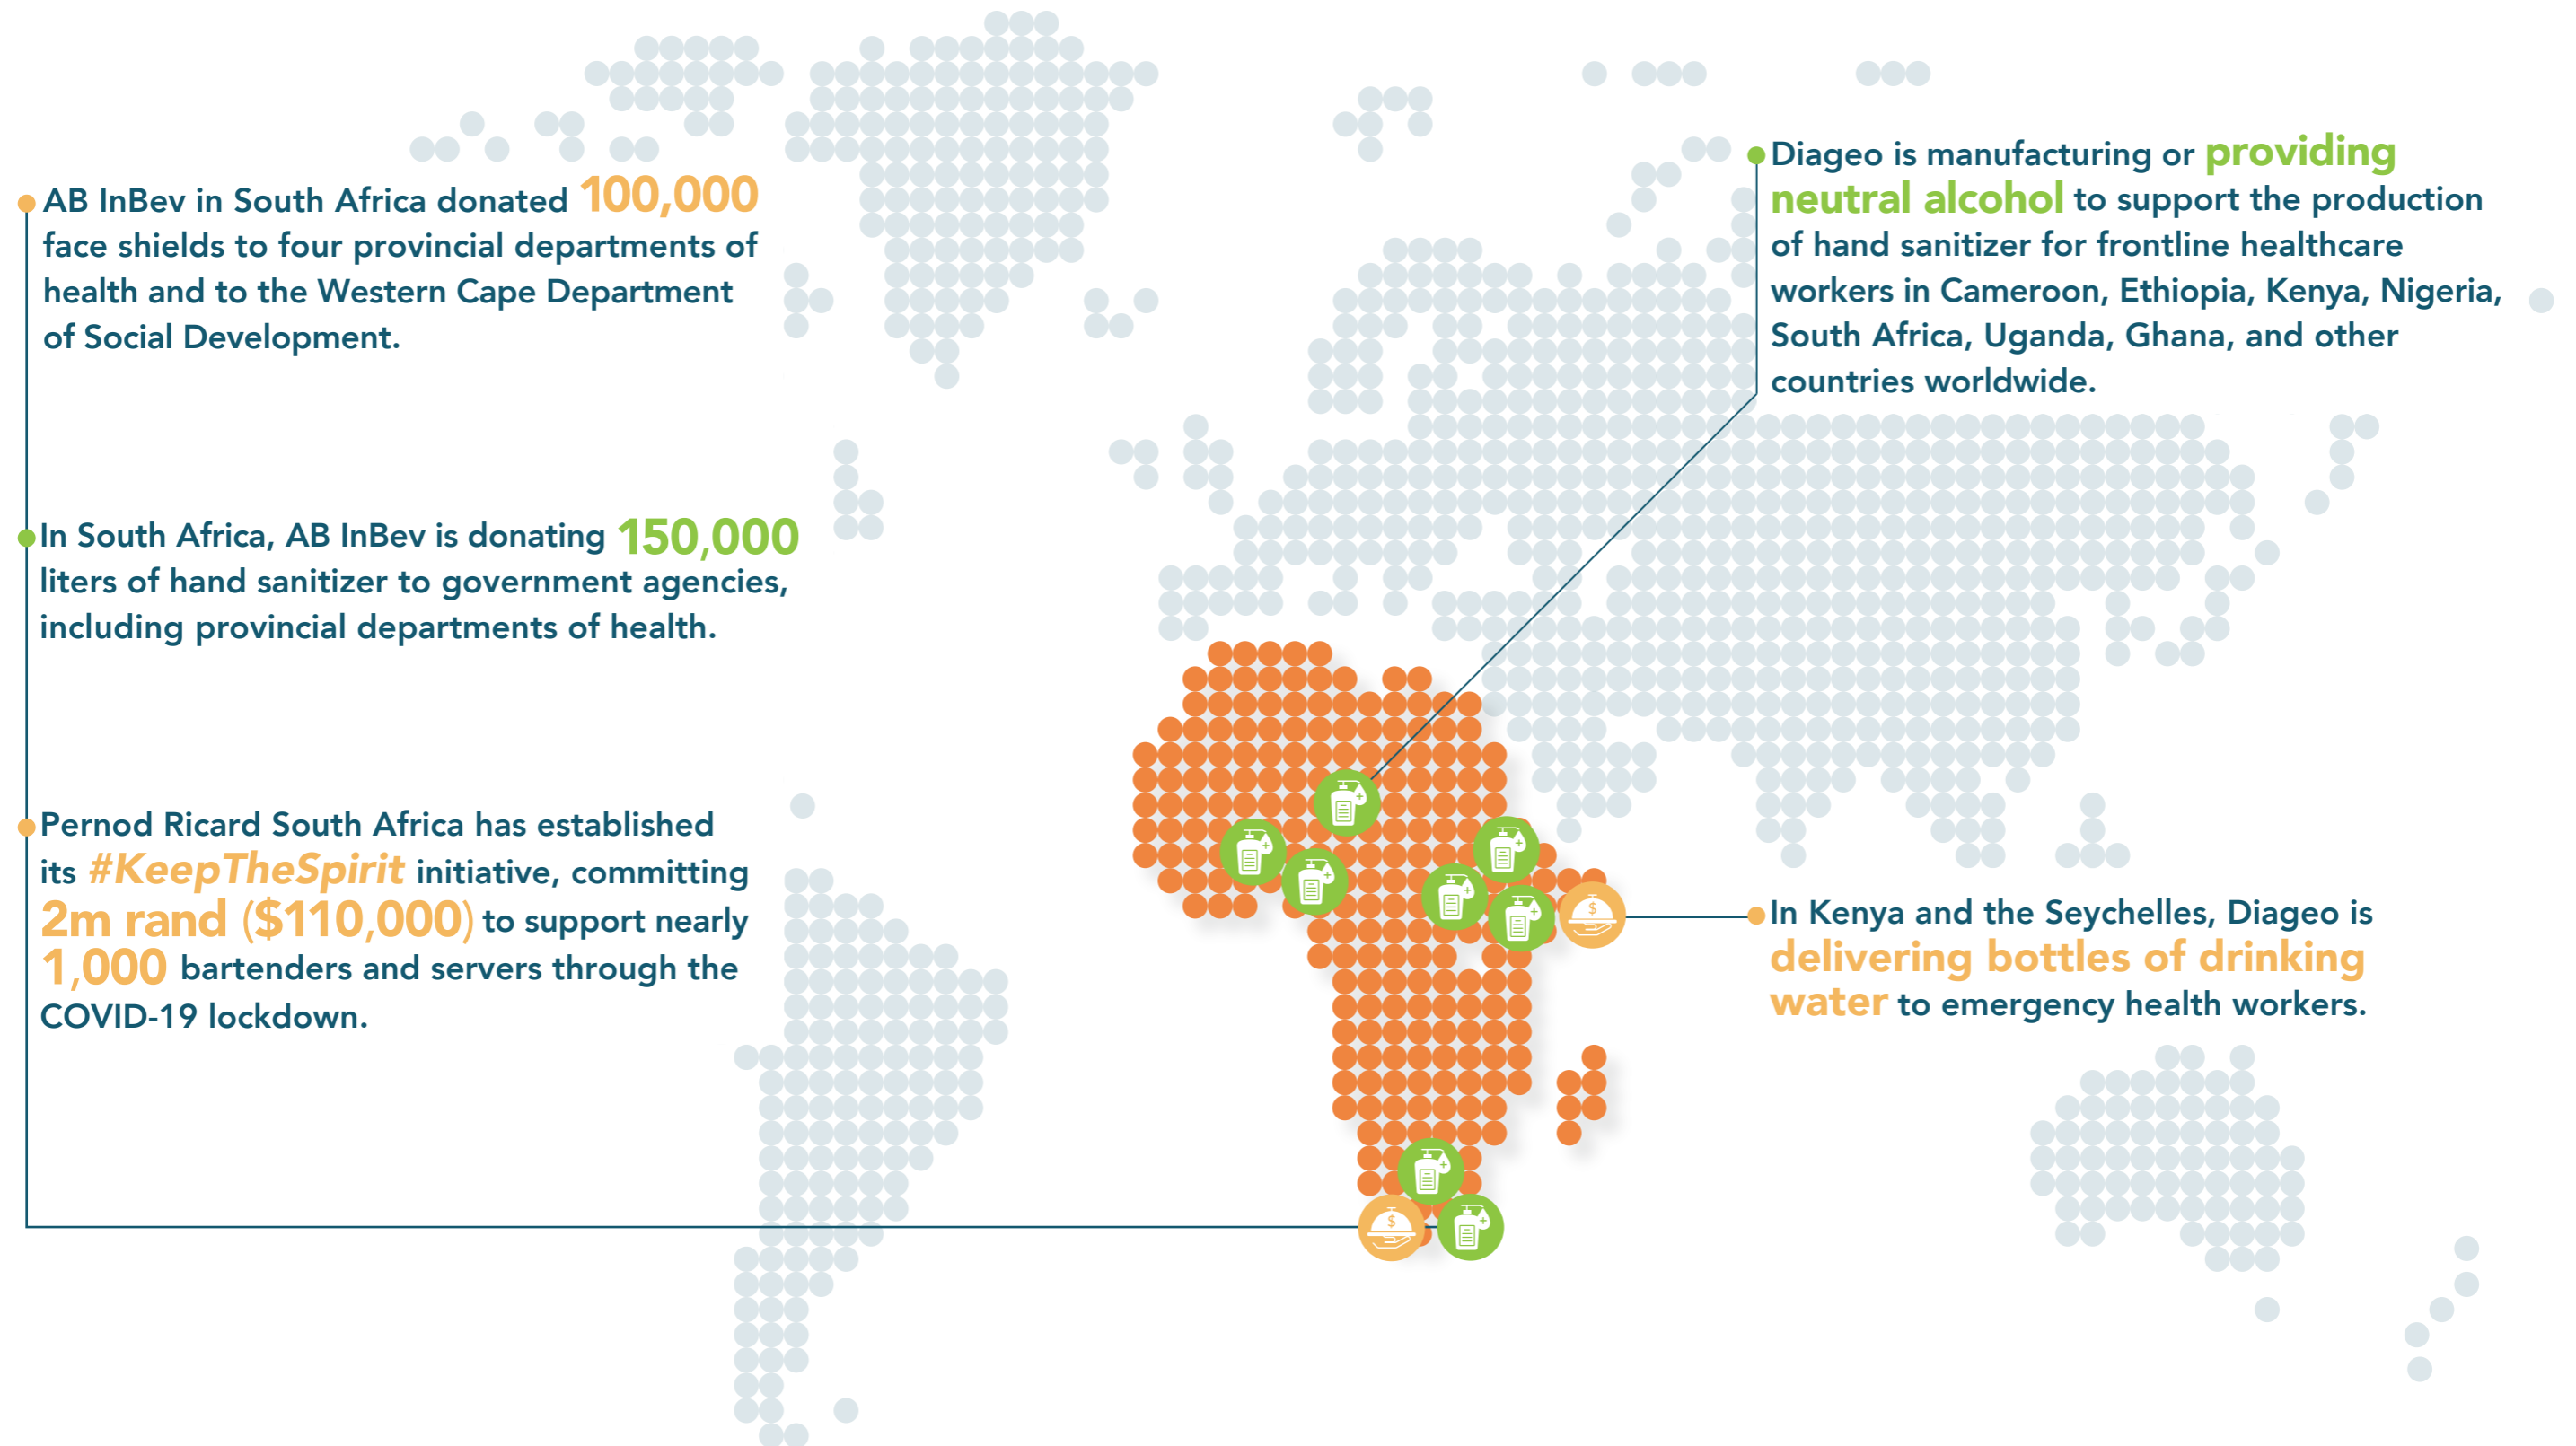 AB InBev in South Africa donated 100,000
face shields to four provincial departments of
health and to the Western Cape Department
of Social Development.
In South Africa, AB InBev is donating 150,000
liters of hand sanitizer to government agencies,
including provincial departments of health.
Pernod Ricard South Africa has established
its #KeepTheSpirit initiative, committing
2m rand ($110,000) to support nearly
1,000 bartenders and servers through the
COVID-19 lockdown.
Diageo is manufacturing or providing
neutral alcohol to support the production
of hand sanitizer for frontline healthcare
workers in Cameroon, Ethiopia, Kenya, Nigeria,
South Africa, Uganda, Ghana, and other
countries worldwide.
In Kenya and the Seychelles, Diageo is
delivering bottles of drinking
water to emergency health workers.
$
$